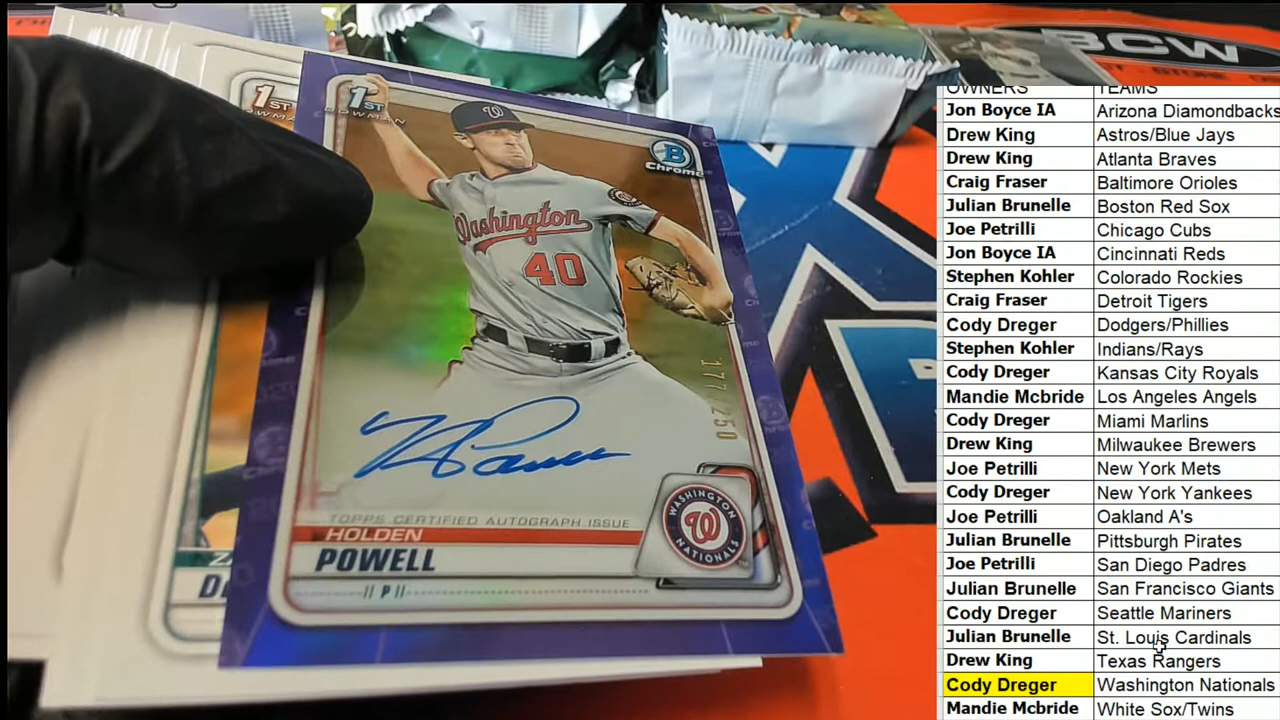 BCW
1ST
BOWMAN
1ST
BOWMAN
B
Chrome
W
Washington
40
177/250
TOPPS CERTIFIED AUTOGRAPH ISSUE
HOLDEN
POWELL
P
WASHINGTON
W
NATIONALS
OWNERS TEAMS
Jon Boyce IA Arizona Diamondbacks
Drew King Astros/Blue Jays
Drew King Atlanta Braves
Craig Fraser Baltimore Orioles
Julian Brunelle Boston Red Sox
Joe Petrilli Chicago Cubs
Jon Boyce IA Cincinnati Reds
Stephen Kohler Colorado Rockies
Craig Fraser Detroit Tigers
Cody Dreger Dodgers/Phillies
Stephen Kohler Indians/Rays
Cody Dreger Kansas City Royals
Mandie Mcbride Los Angeles Angels
Cody Dreger Miami Marlins
Drew King Milwaukee Brewers
Joe Petrilli New York Mets
Cody Dreger New York Yankees
Joe Petrilli Oakland A's
Julian Brunelle Pittsburgh Pirates
Joe Petrilli San Diego Padres
Julian Brunelle San Francisco Giants
Cody Dreger Seattle Mariners
Julian Brunelle St. Louis Cardinals
Drew King Texas Rangers
Cody Dreger Washington Nationals
Mandie Mcbride White Sox/Twins